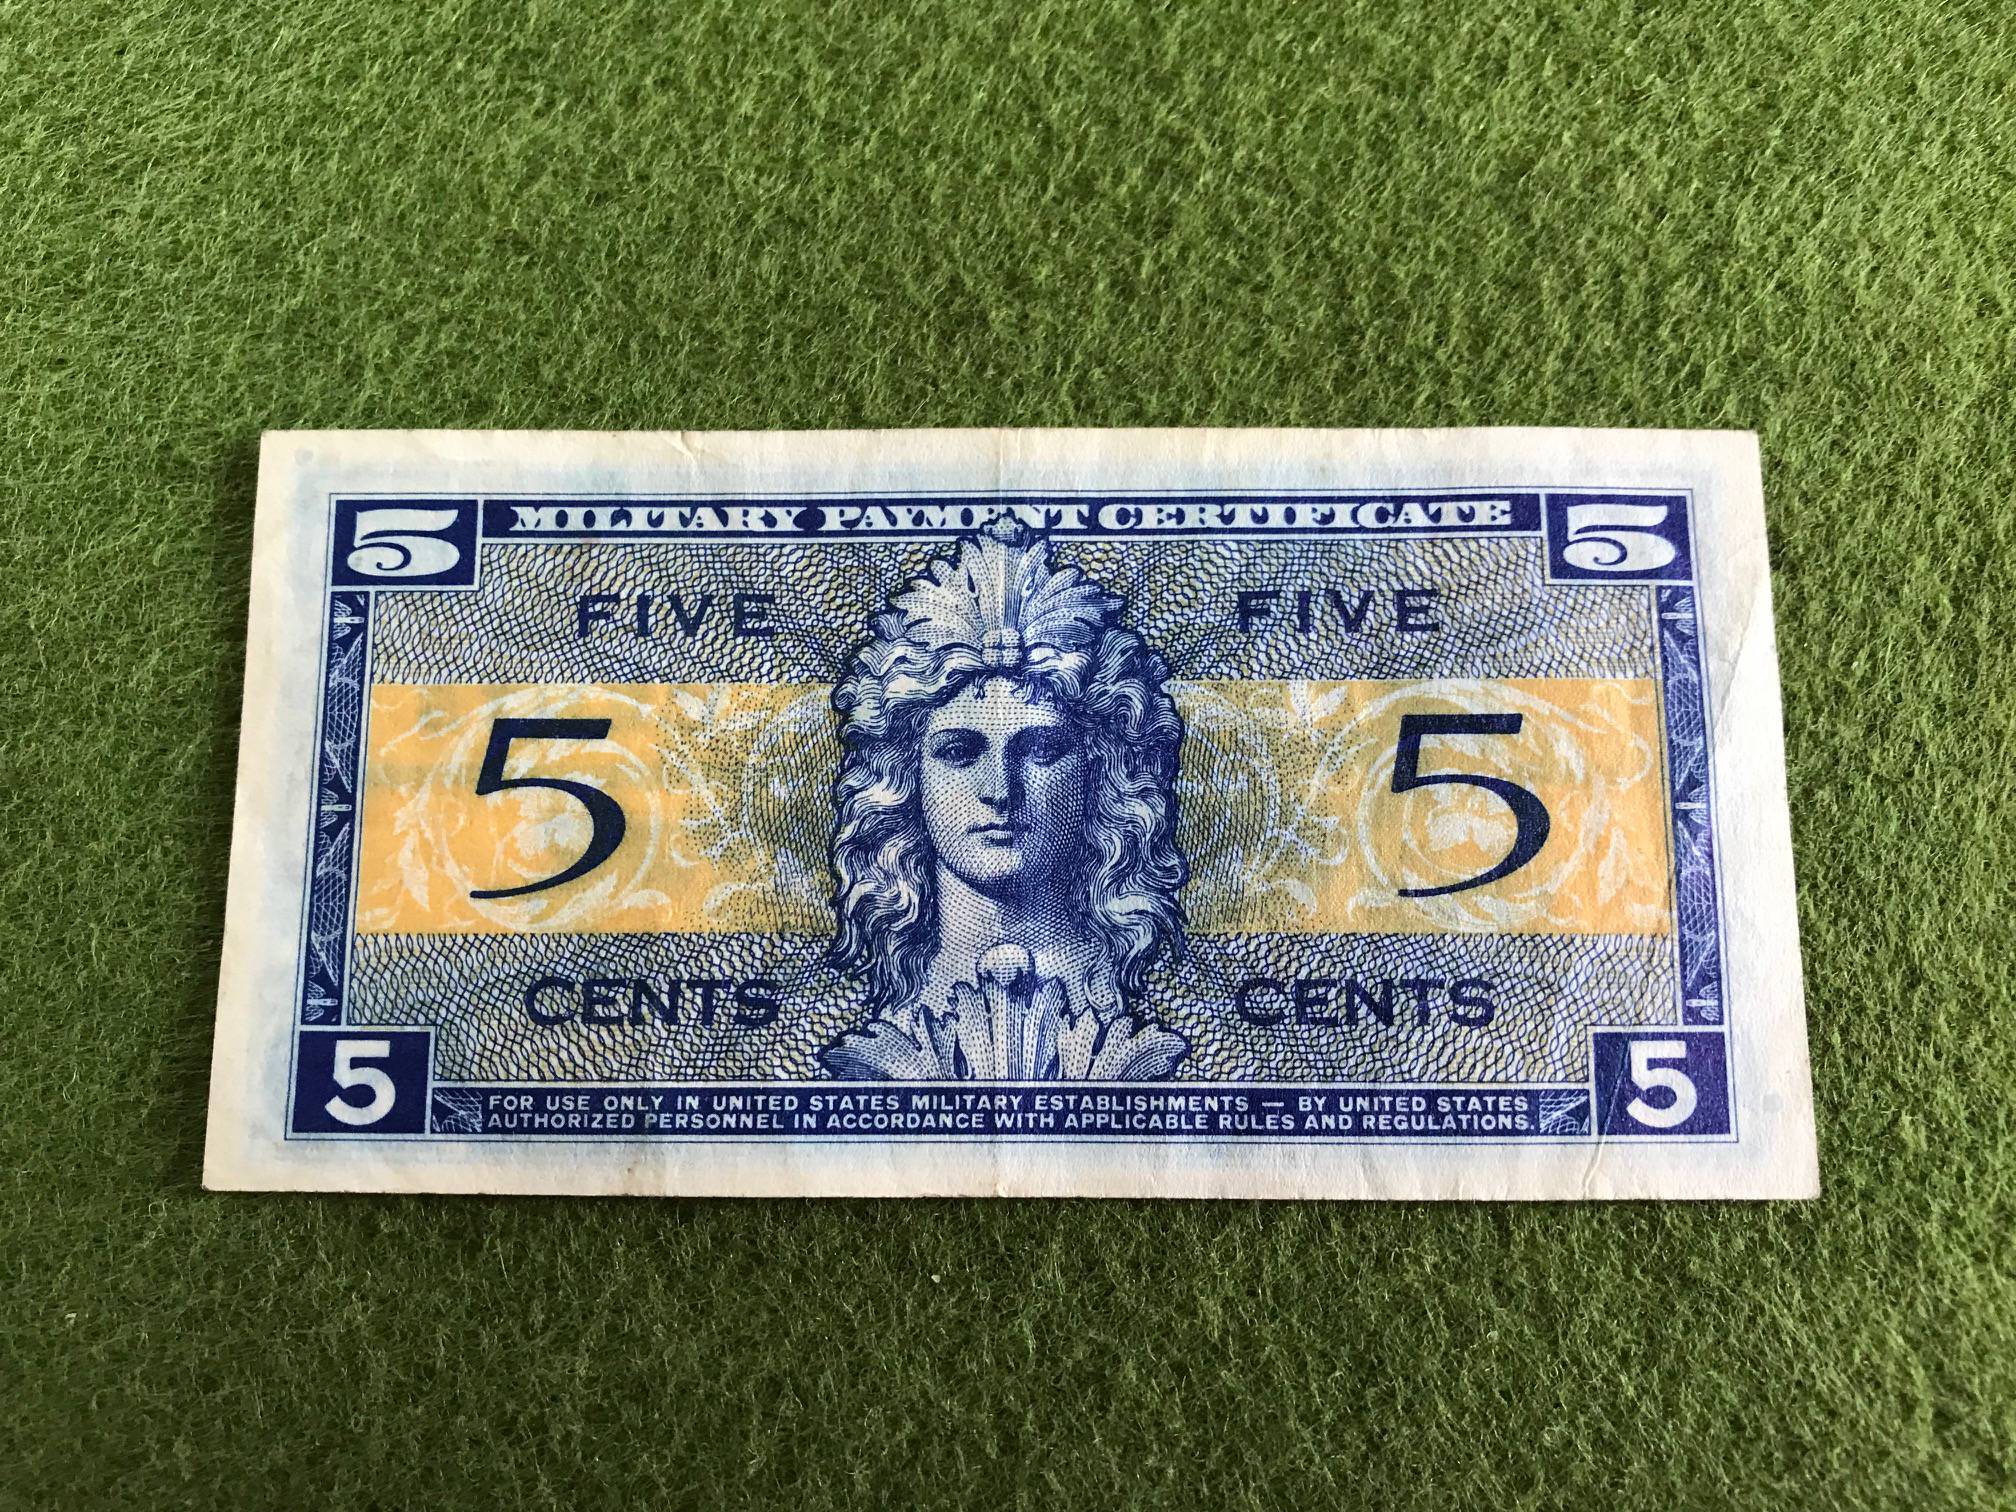 5 MILITARY PAYMENT CERTIFICATE 5
FIVE FIVE
5 5
CENTS CENTS
5 FOR USE ONLY IN UNITED STATES MILITARY ESTABLISHMENTS — BY UNITED STATES 5
AUTHORIZED PERSONNEL IN ACCORDANCE WITH APPLICABLE RULES AND REGULATIONS.